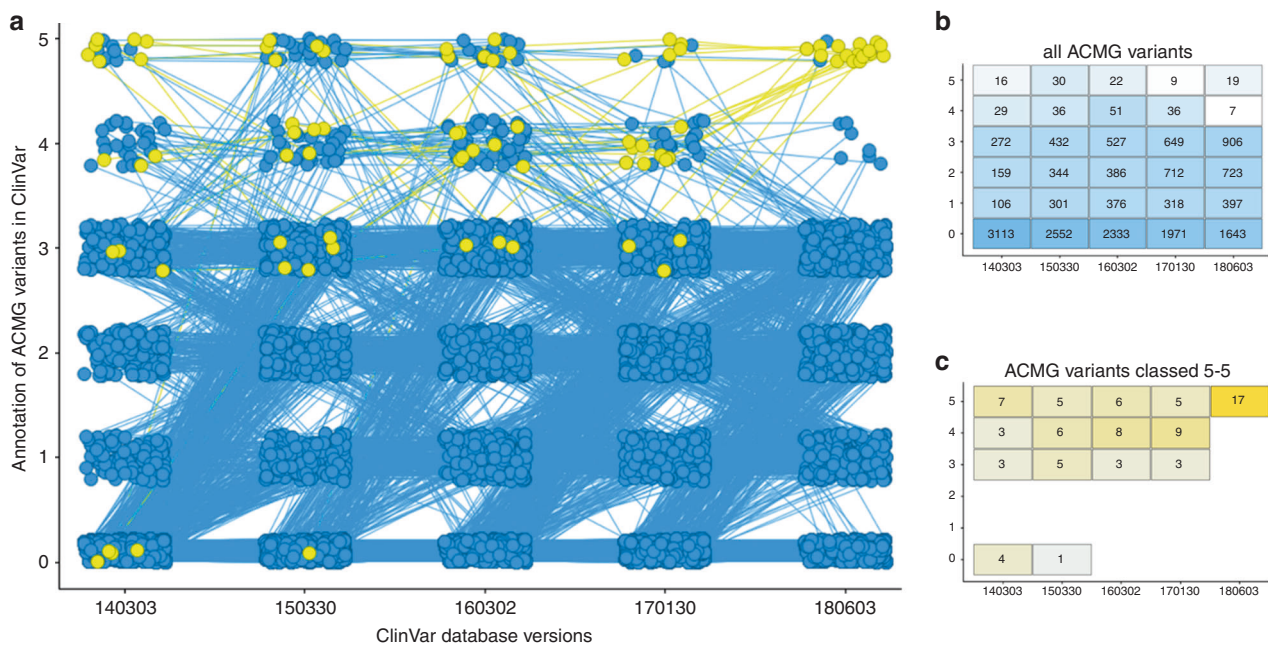 a
Annotation of ACMG variants in ClinVar
5
4
3
2
1
0
140303 150330 160302 170130 180603
ClinVar database versions
b
all ACMG variants
5 16 30 22 9 19
4 29 36 51 36 7
3 272 432 527 649 906
2 159 344 386 712 723
1 106 301 376 318 397
0 3113 2552 2333 1971 1643
140303 150330 160302 170130 180603
c
ACMG variants classed 5-5
5 7 5 6 5 17
4 3 6 8 9
3 3 5 3 3
2
1
0 4 1
140303 150330 160302 170130 180603